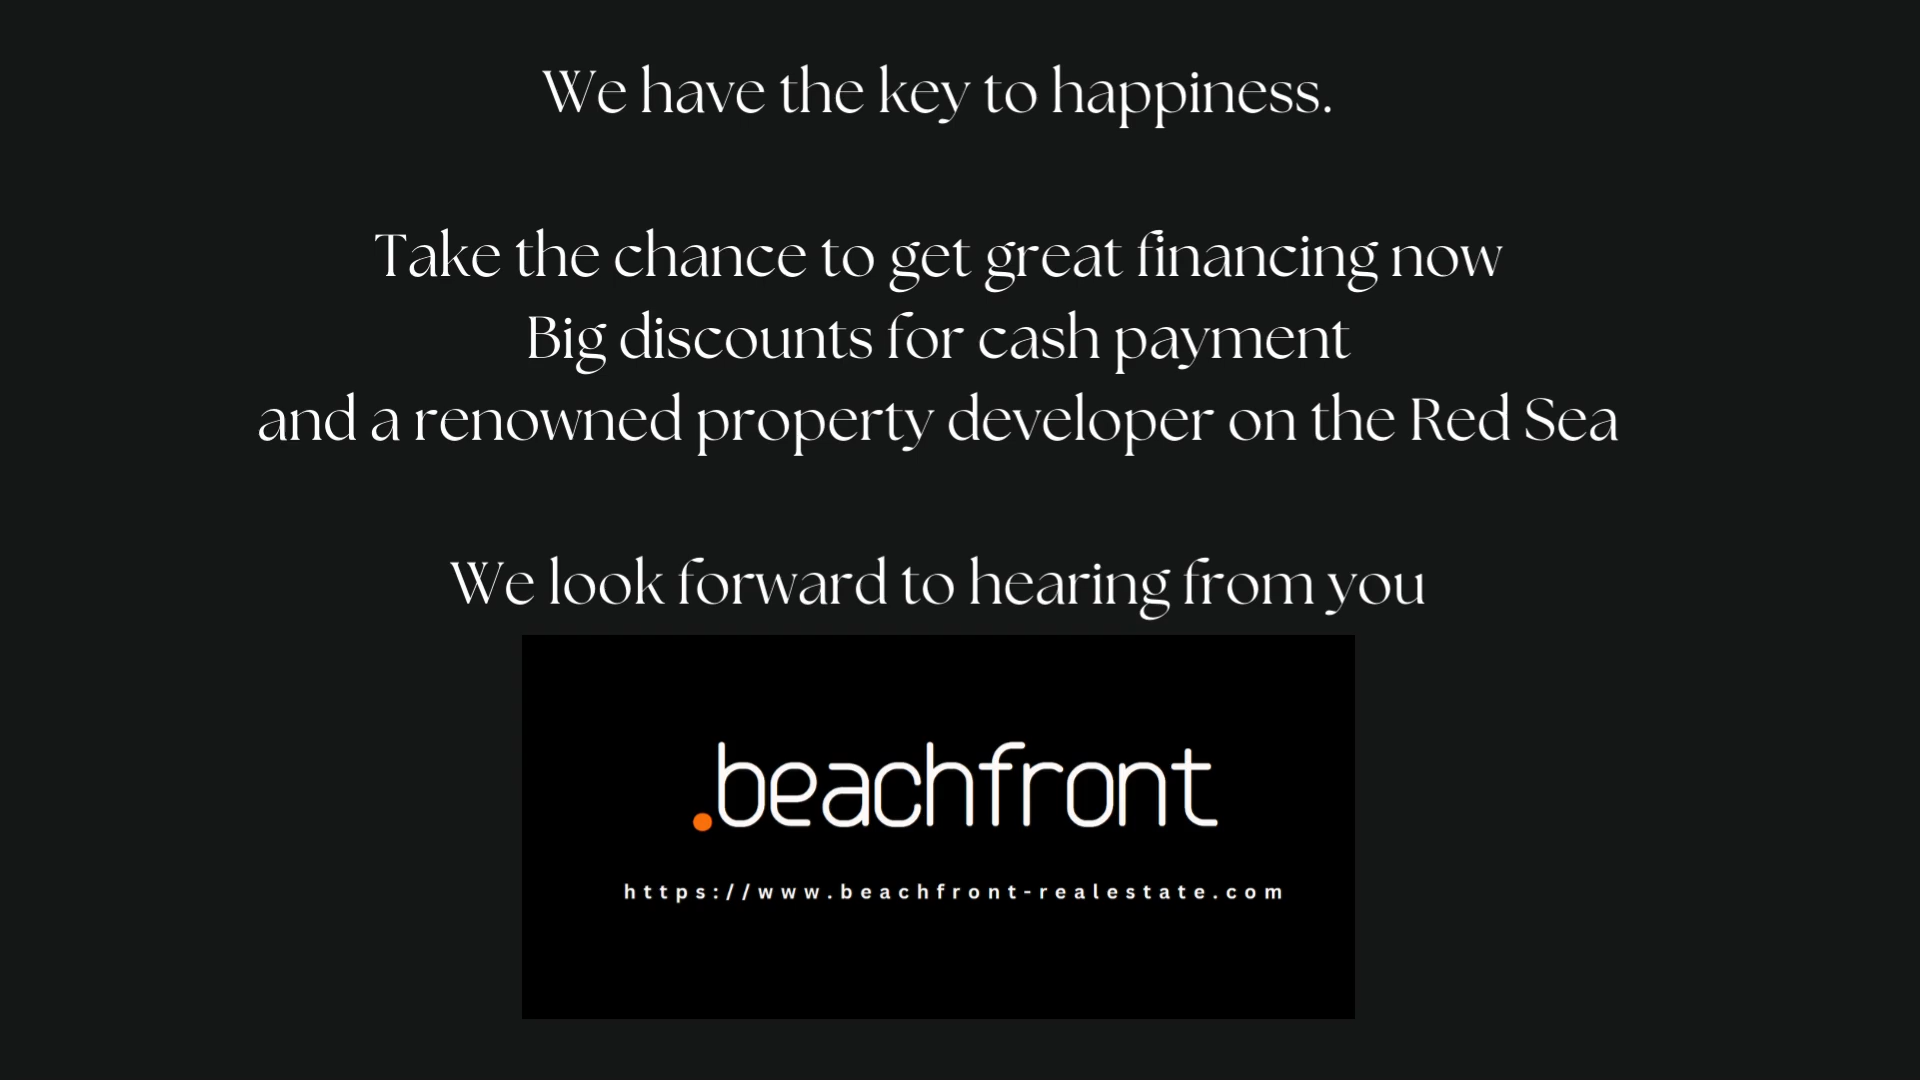 We have the key to happiness.
Take the chance to get great financing now
Big discounts for cash payment
and a renowned property developer on the Red Sea
We look forward to hearing from you
.beachfront
https://www.beachfront-realestate.com